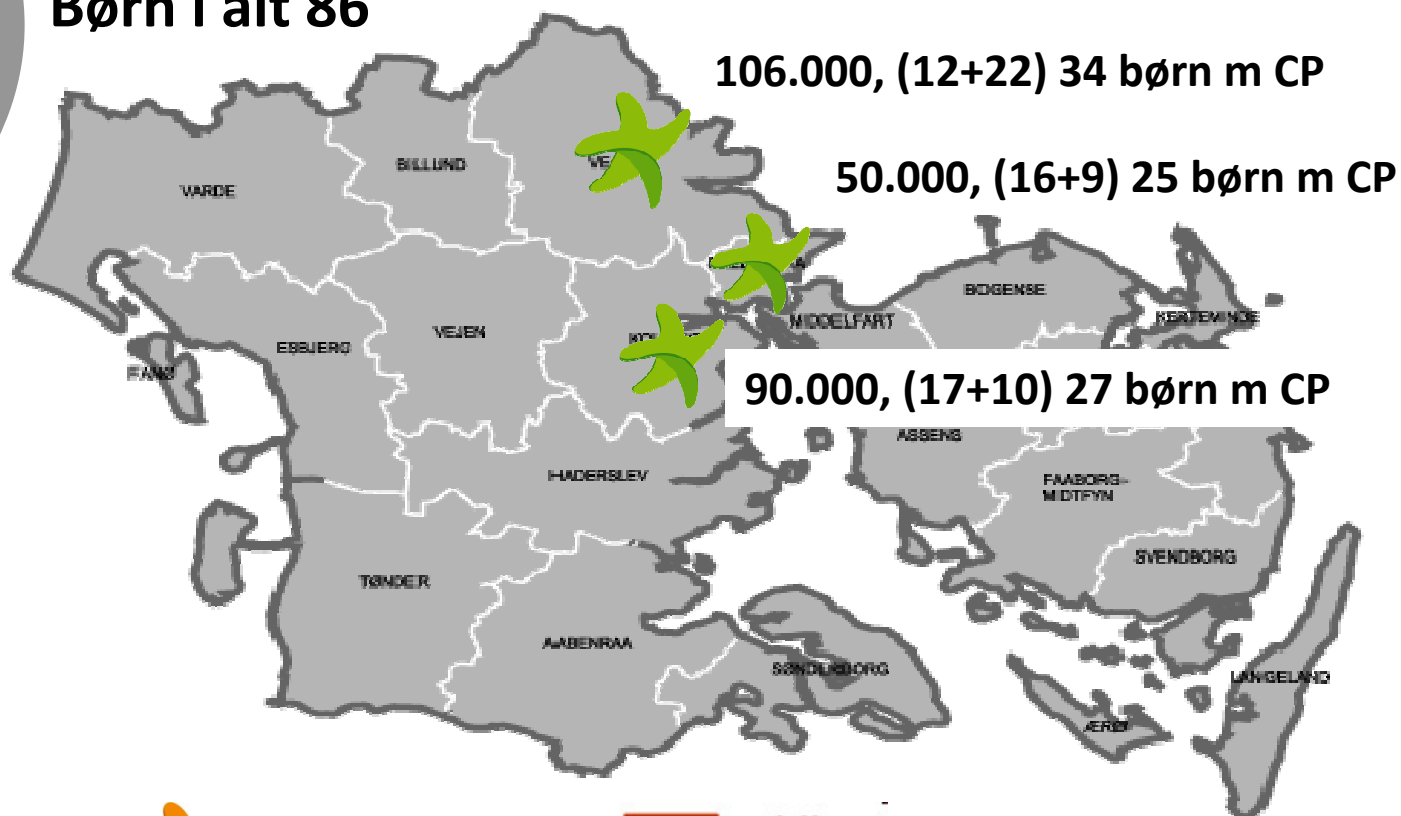 Børn i alt 86
106.000, (12+22) 34 børn m CP
50.000, (16+9) 25 børn m CP
90.000, (17+10) 27 børn m CP
VARDE
BILLUND
VE
BOGENSE
KERTEMINDE
MIDDELFART
ESBJERG
VEJEN
FANØ
ASSENS
HADERSLEV
FAABORG-
MIDTFYN
SVENDBORG
TØNDER
AABENRAA
SØNDERBORG
LANGELAND
ÆRØ